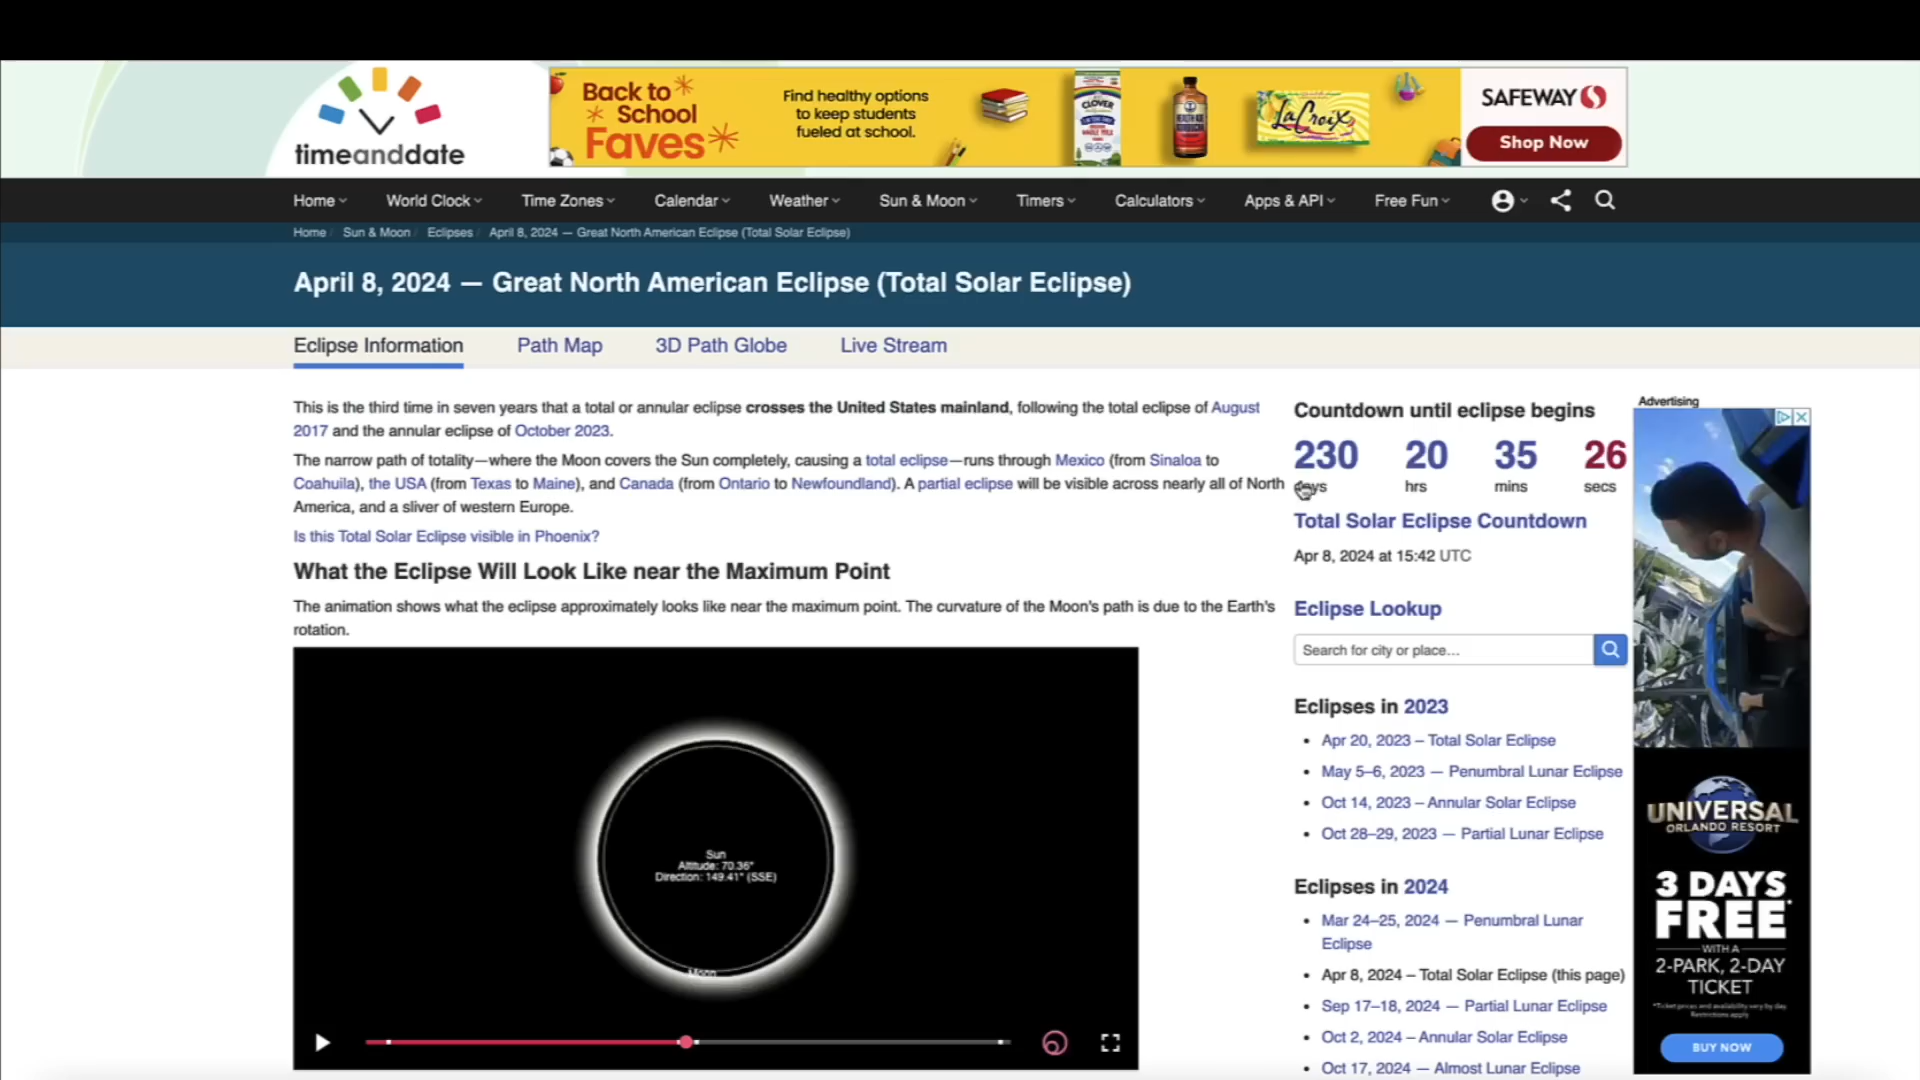 timeanddate
Back to
School
Faves
Find healthy options
to keep students
fueled at school.
CLOVER
LaCroix
SAFEWAY
Shop Now
Home
World Clock
Time Zones
Calendar
Weather
Sun & Moon
Timers
Calculators
Apps & API
Free Fun
Home / Sun & Moon / Eclipses / April 8, 2024 — Great North American Eclipse (Total Solar Eclipse)
April 8, 2024 — Great North American Eclipse (Total Solar Eclipse)
Eclipse Information
Path Map
3D Path Globe
Live Stream
This is the third time in seven years that a total or annular eclipse crosses the United States mainland, following the total eclipse of August
2017 and the annular eclipse of October 2023.
The narrow path of totality—where the Moon covers the Sun completely, causing a total eclipse—runs through Mexico (from Sinaloa to
Coahuila), the USA (from Texas to Maine), and Canada (from Ontario to Newfoundland). A partial eclipse will be visible across nearly all of North
America, and a sliver of western Europe.
Is this Total Solar Eclipse visible in Phoenix?
What the Eclipse Will Look Like near the Maximum Point
The animation shows what the eclipse approximately looks like near the maximum point. The curvature of the Moon's path is due to the Earth's
rotation.
Sun
Altitude: 70.36°
Direction: 149.41° (SSE)
Moon
Countdown until eclipse begins
230 20 35 26
days hrs mins secs
Total Solar Eclipse Countdown
Apr 8, 2024 at 15:42 UTC
Eclipse Lookup
Search for city or place...
Eclipses in 2023
• Apr 20, 2023 – Total Solar Eclipse
• May 5–6, 2023 — Penumbral Lunar Eclipse
• Oct 14, 2023 – Annular Solar Eclipse
• Oct 28–29, 2023 — Partial Lunar Eclipse
Eclipses in 2024
• Mar 24–25, 2024 — Penumbral Lunar
Eclipse
• Apr 8, 2024 – Total Solar Eclipse (this page)
• Sep 17–18, 2024 — Partial Lunar Eclipse
• Oct 2, 2024 – Annular Solar Eclipse
• Oct 17, 2024 — Almost Lunar Eclipse
Advertising
UNIVERSAL
ORLANDO RESORT
3 DAYS
FREE*
WITH A
2-PARK, 2-DAY
TICKET
*Ticket prices and availability vary by day.
Restrictions apply
BUY NOW